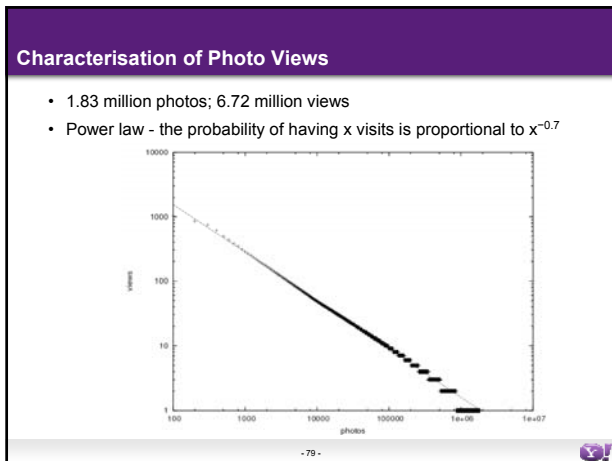 Characterisation of Photo Views
• 1.83 million photos; 6.72 million views
• Power law - the probability of having x visits is proportional to x⁻⁰·⁷
10000
1000
100
10
1
views
100 1000 10000 100000 1e+06 1e+07
photos
- 79 -
Y!